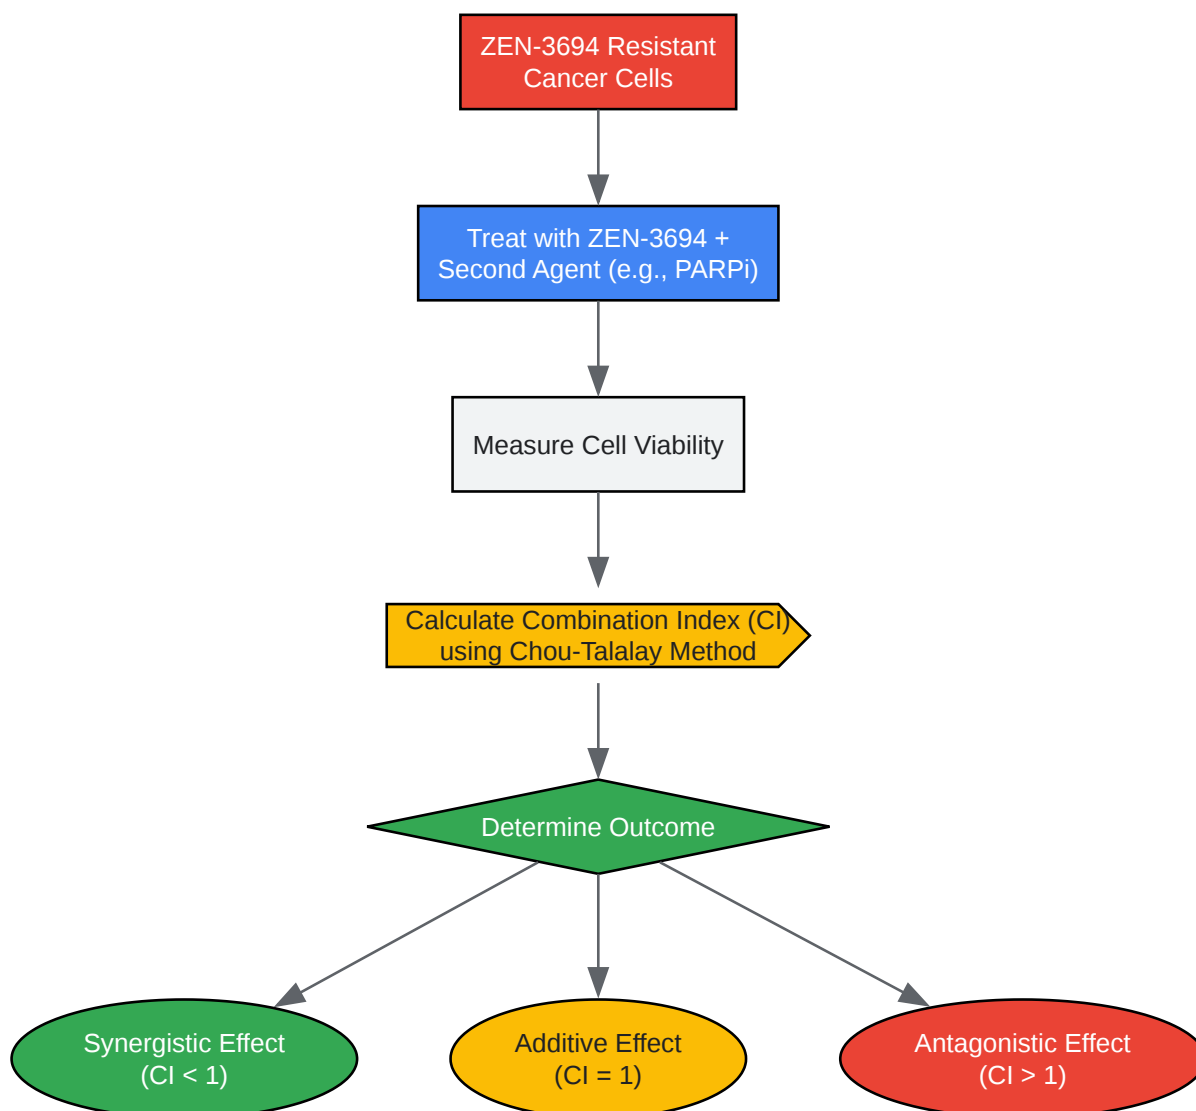 ZEN-3694 Resistant
Cancer Cells
Treat with ZEN-3694 +
Second Agent (e.g., PARPi)
Measure Cell Viability
Calculate Combination Index (CI)
using Chou-Talalay Method
Determine Outcome
Synergistic Effect
(CI < 1)
Additive Effect
(CI = 1)
Antagonistic Effect
(CI > 1)